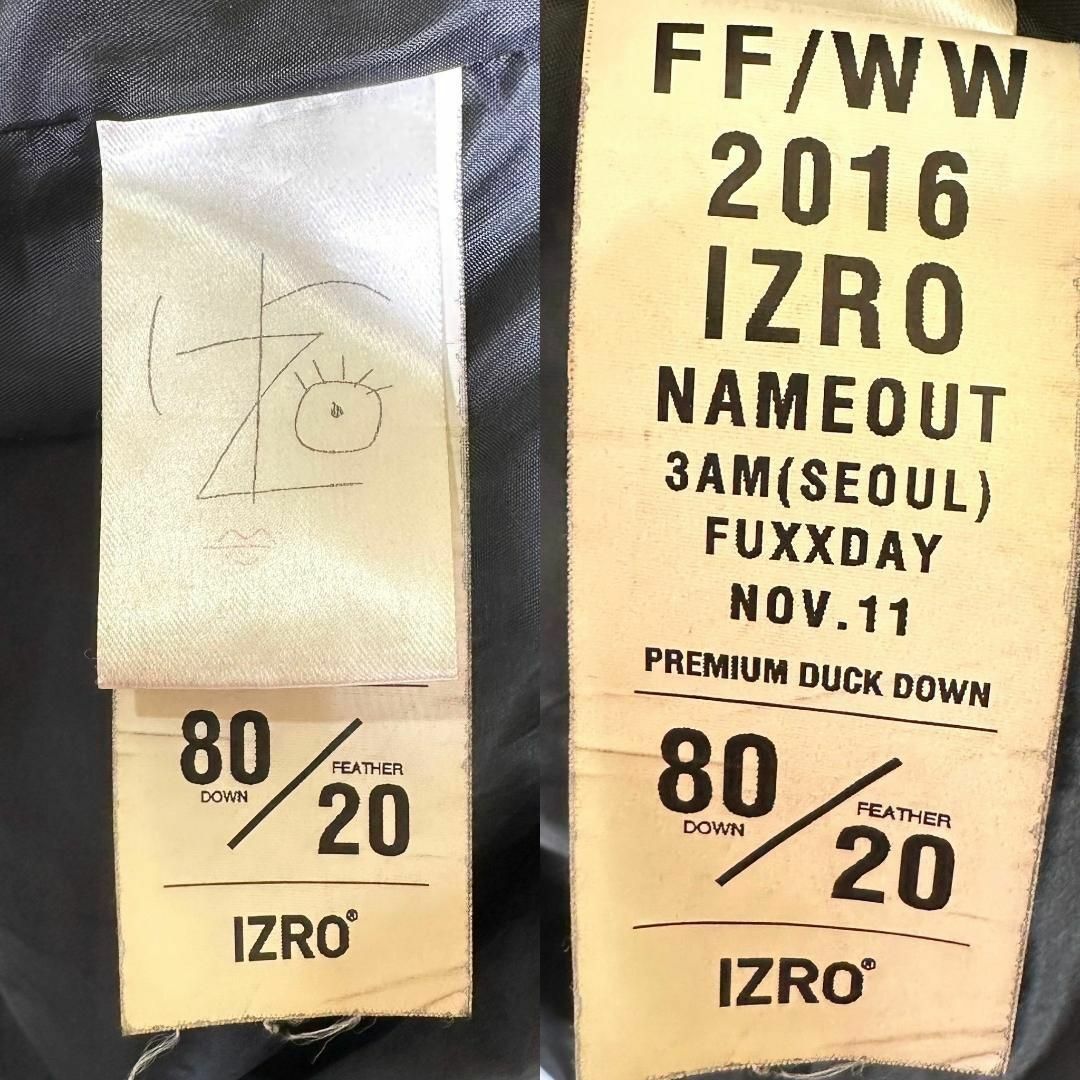 80
DOWN
FEATHER
20
IZRO®
FF/WW
2016
IZRO
NAMEOUT
3AM(SEOUL)
FUXXDAY
NOV.11
PREMIUM DUCK DOWN
80
DOWN
FEATHER
20
IZRO®